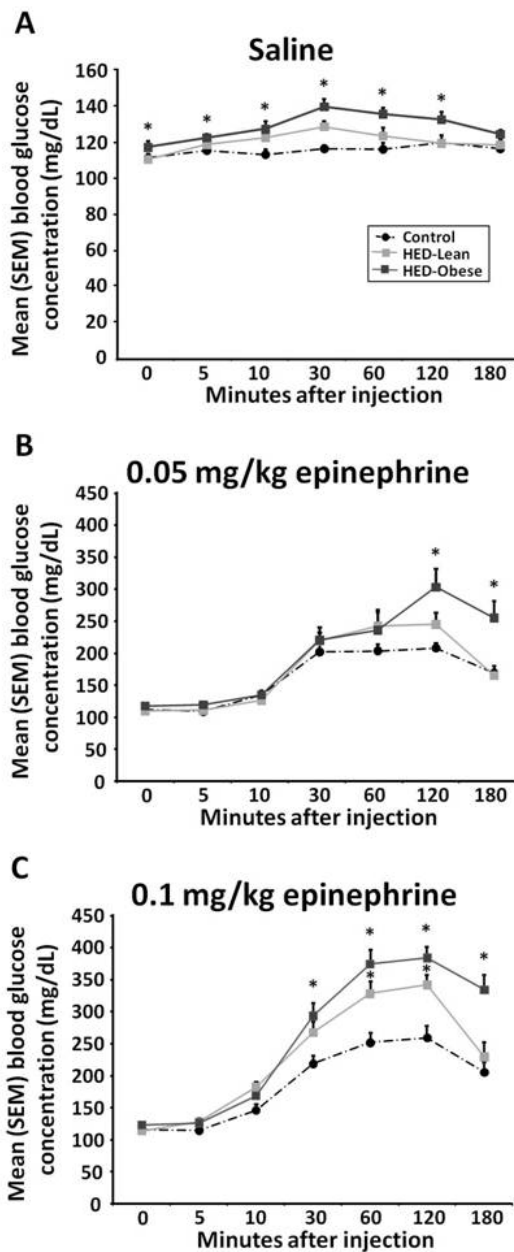 A
Saline
Mean (SEM) blood glucose
concentration (mg/dL)
160
140
120
100
80
60
40
20
0
* * * * * *
Control
HED-Lean
HED-Obese
0 5 10 30 60 120 180
Minutes after injection
B
0.05 mg/kg epinephrine
Mean (SEM) blood glucose
concentration (mg/dL)
450
400
350
300
250
200
150
100
50
0
* *
0 5 10 30 60 120 180
Minutes after injection
C
0.1 mg/kg epinephrine
Mean (SEM) blood glucose
concentration (mg/dL)
450
400
350
300
250
200
150
100
50
0
* * * *
* *
0 5 10 30 60 120 180
Minutes after injection